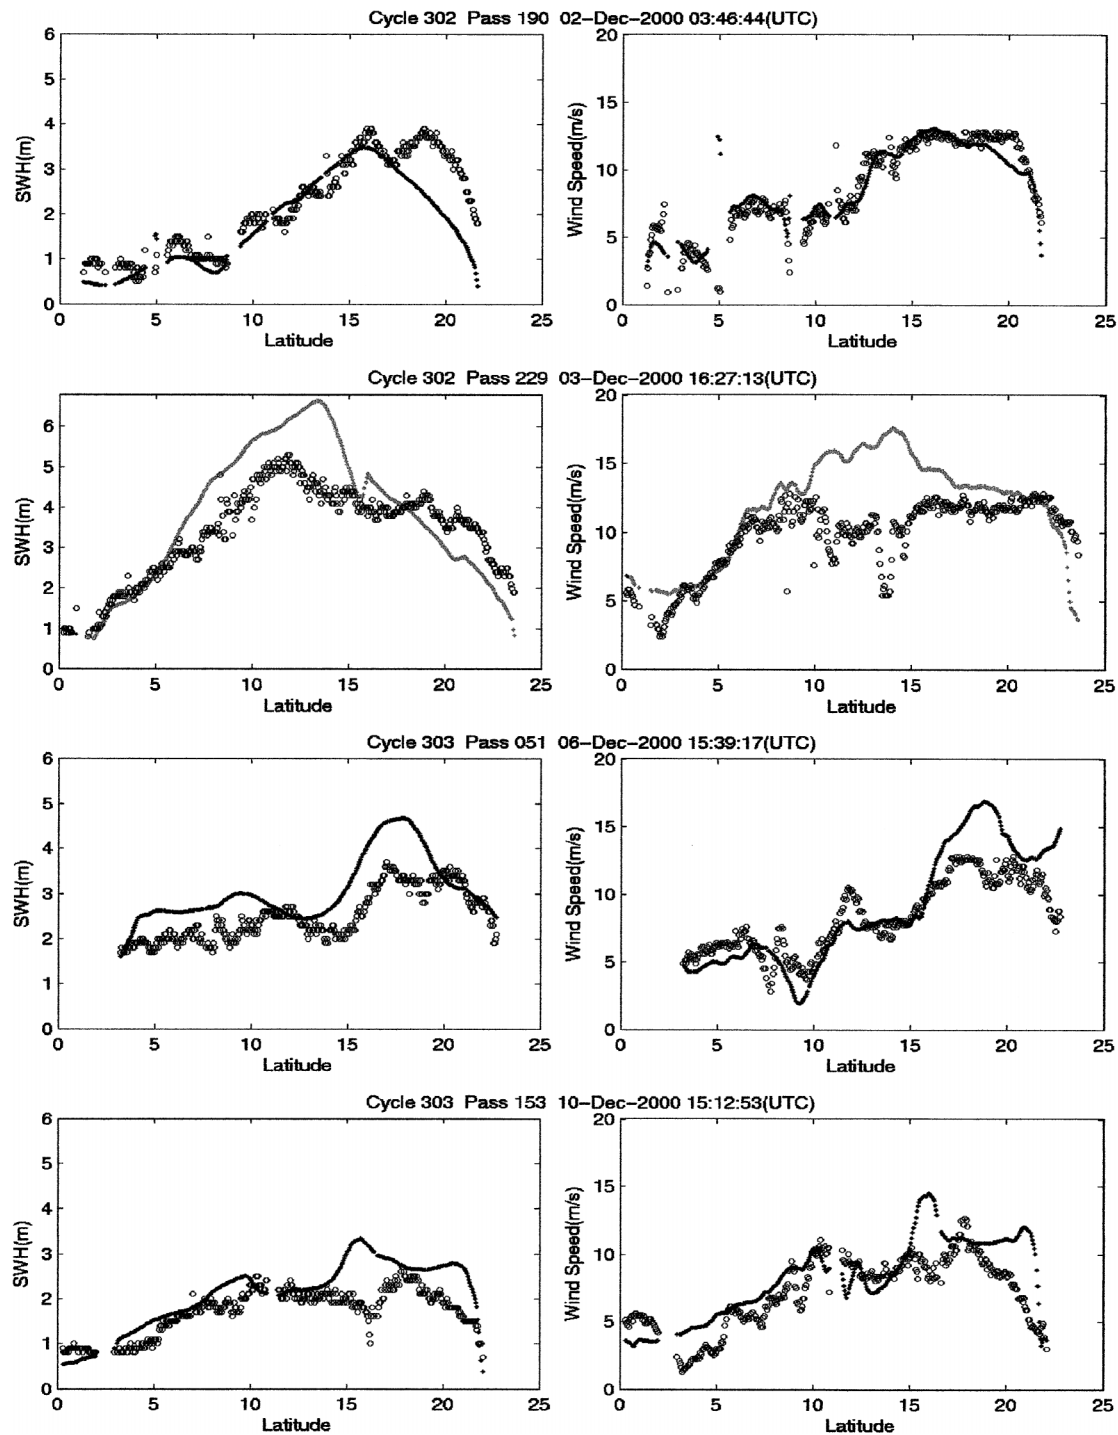 Cycle 302 Pass 190 02-Dec-2000 03:46:44(UTC)
6
5
4
3
2
1
0
SWH(m)
0 5 10 15 20 25
Latitude
20
15
10
5
0
Wind Speed(m/s)
0 5 10 15 20 25
Latitude
Cycle 302 Pass 229 03-Dec-2000 16:27:13(UTC)
6
5
4
3
2
1
0
SWH(m)
0 5 10 15 20 25
Latitude
20
15
10
5
0
Wind Speed(m/s)
0 5 10 15 20 25
Latitude
Cycle 303 Pass 051 06-Dec-2000 15:39:17(UTC)
6
5
4
3
2
1
0
SWH(m)
0 5 10 15 20 25
Latitude
20
15
10
5
0
Wind Speed(m/s)
0 5 10 15 20 25
Latitude
Cycle 303 Pass 153 10-Dec-2000 15:12:53(UTC)
6
5
4
3
2
1
0
SWH(m)
0 5 10 15 20 25
Latitude
20
15
10
5
0
Wind Speed(m/s)
0 5 10 15 20 25
Latitude